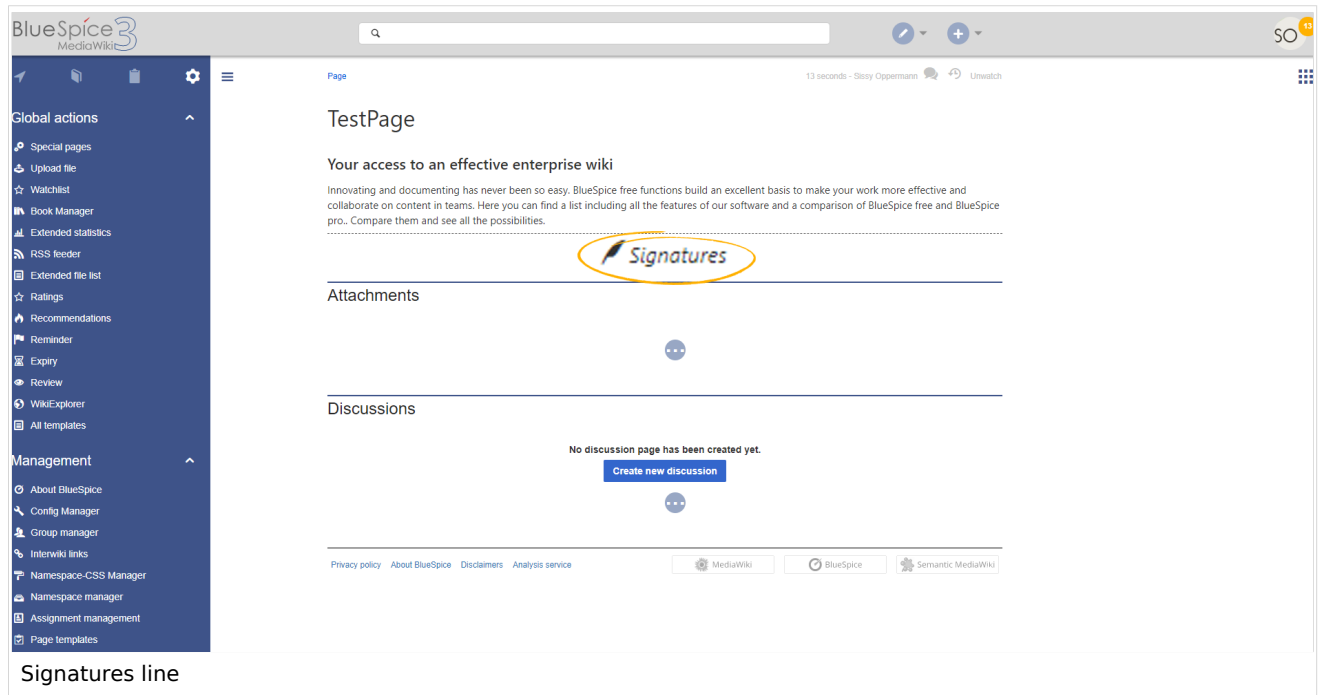 BlueSpice 3
MediaWiki
SO
13
Page
13 seconds - Sissy Oppermann
Unwatch
Global actions
Special pages
Upload file
Watchlist
Book Manager
Extended statistics
RSS feeder
Extended file list
Ratings
Recommendations
Reminder
Expiry
Review
WikiExplorer
All templates
Management
About BlueSpice
Config Manager
Group manager
Interwiki links
Namespace-CSS Manager
Namespace manager
Assignment management
Page templates
TestPage
Your access to an effective enterprise wiki
Innovating and documenting has never been so easy. BlueSpice free functions build an excellent basis to make your work more effective and
collaborate on content in teams. Here you can find a list including all the features of our software and a comparison of BlueSpice free and BlueSpice
pro.. Compare them and see all the possibilities.
Signatures
Attachments
Discussions
No discussion page has been created yet.
Create new discussion
Privacy policy About BlueSpice Disclaimers Analysis service
MediaWiki
BlueSpice
Semantic MediaWiki
Signatures line